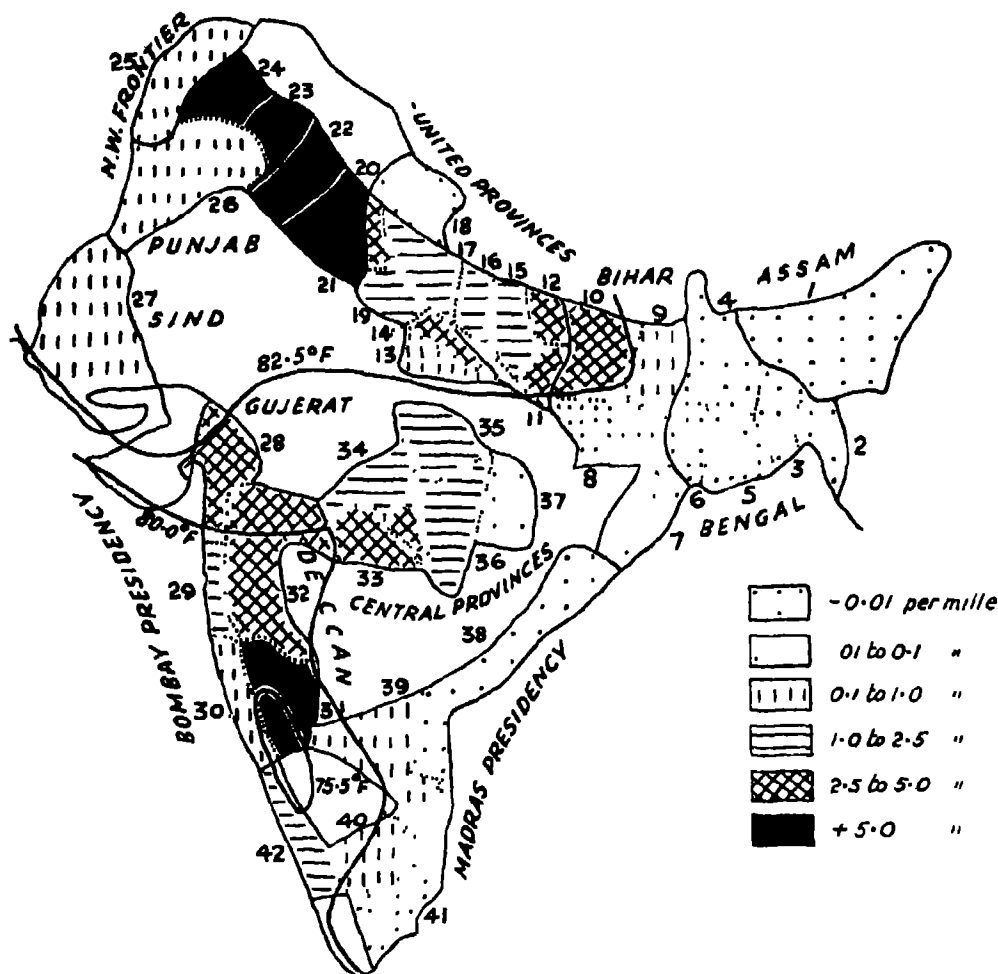 25
N.W. FRONTIER
24
23
22
20
- UNITED PROVINCES
26
PUNJAB
18
17
16
15
12
10
BIHAR
9
4
ASSAM
1
21
19
14
13
27
SIND
82.5°F
GUJERAT
11
28
34
35
8
37
6
5
3
2
7
BENGAL
80.0°F
BOMBAY PRESIDENCY
29
32
DECCAN
33
36
CENTRAL PROVINCES
38
39
30
MADRAS PRESIDENCY
75.5°F
40
42
41
-0.01 per mille
01 to 0.1 "
0.1 to 1.0 "
1.0 to 2.5 "
2.5 to 5.0 "
+5.0 "